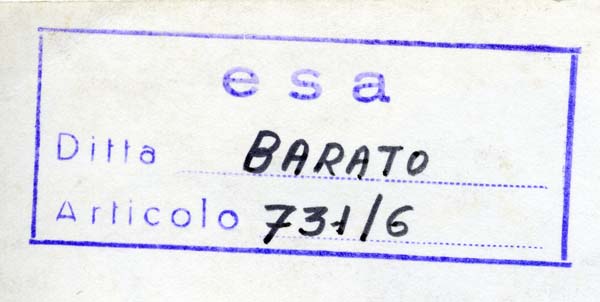 esa
Ditta BARATO
Articolo 731/6